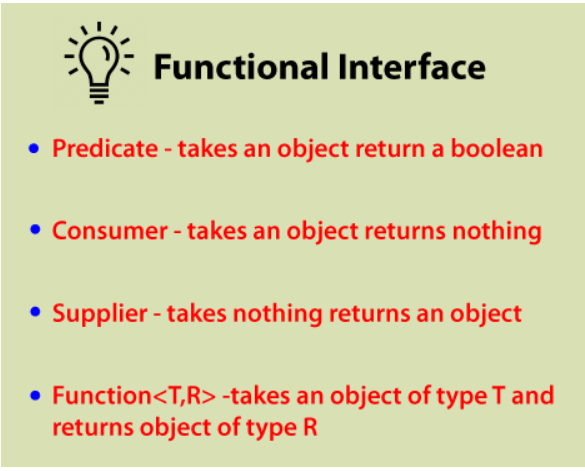 Functional Interface
Predicate - takes an object return a boolean
Consumer - takes an object returns nothing
Supplier - takes nothing returns an object
Function<T,R> -takes an object of type T and
returns object of type R